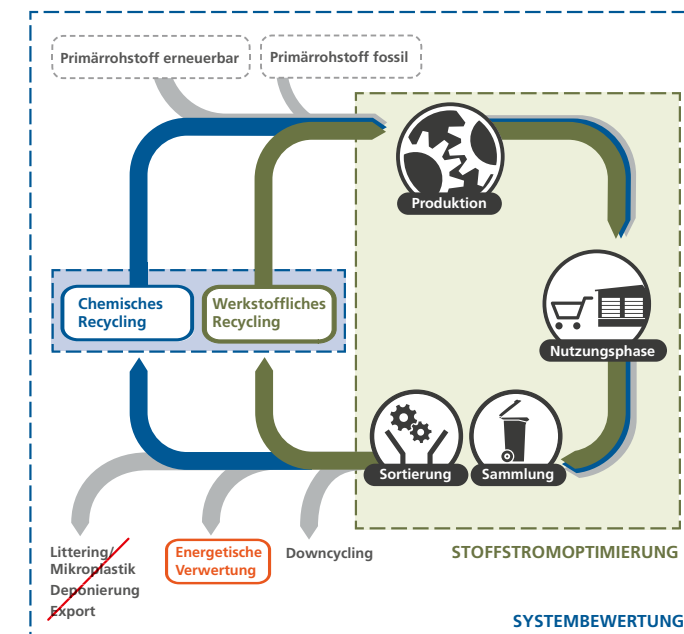 Primärrohstoff erneuerbar
Primärrohstoff fossil
Produktion
Chemisches
Recycling
Werkstoffliches
Recycling
Nutzungsphase
Sortierung
Sammlung
Littering/
Mikroplastik
Deponierung
Export
Energetische
Verwertung
Downcycling
STOFFSTROMOPTIMIERUNG
SYSTEMBEWERTUNG